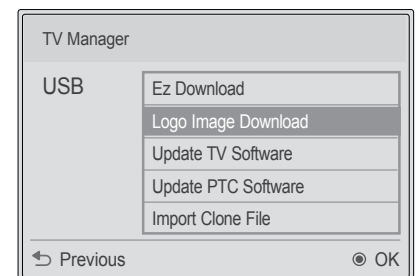 TV Manager
USB
Ez Download
Logo Image Download
Update TV Software
Update PTC Software
Import Clone File
Previous
OK